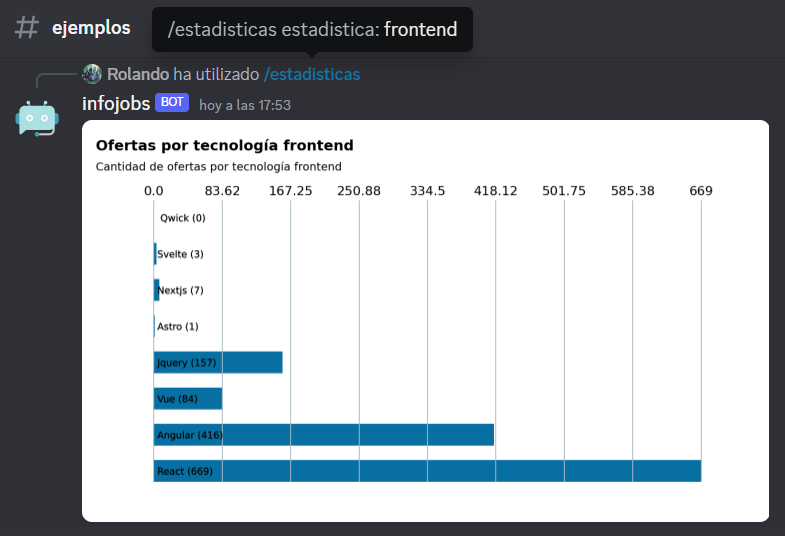 # ejemplos
/estadisticas estadistica: frontend
Rolando ha utilizado /estadisticas
infojobs BOT hoy a las 17:53
Ofertas por tecnología frontend
Cantidad de ofertas por tecnología frontend
0.0 83.62 167.25 250.88 334.5 418.12 501.75 585.38 669
Qwick (0)
Svelte (3)
Nextjs (7)
Astro (1)
Jquery (157)
Vue (84)
Angular (416)
React (669)